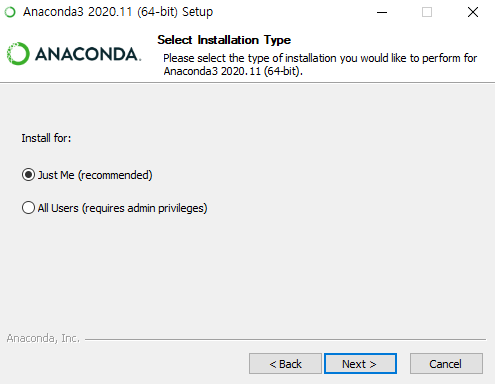 Anaconda3 2020.11 (64-bit) Setup
Select Installation Type
ANACONDA.
Please select the type of installation you would like to perform for
Anaconda3 2020.11 (64-bit).
Install for:
Just Me (recommended)
All Users (requires admin privileges)
Anaconda, Inc.
< Back Next > Cancel